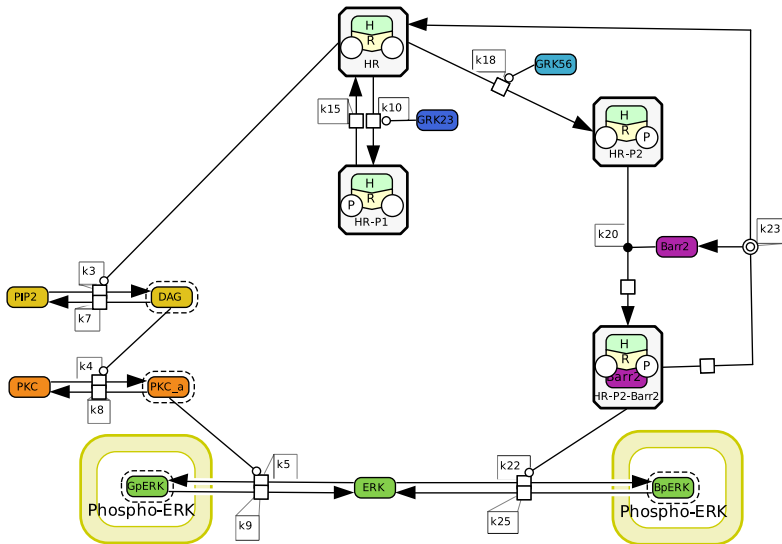 H
R
HR
k18
GRK56
k15
k10
GRK23
H
R
P
HR-P2
H
R
P
HR-P1
k20
Barr2
k23
k3
PIP2
DAG
k7
H
R
P
Barr2
HR-P2-Barr2
k4
PKC
PKC_a
k8
k5
k22
GpERK
ERK
BpERK
Phospho-ERK
Phospho-ERK
k9
k25